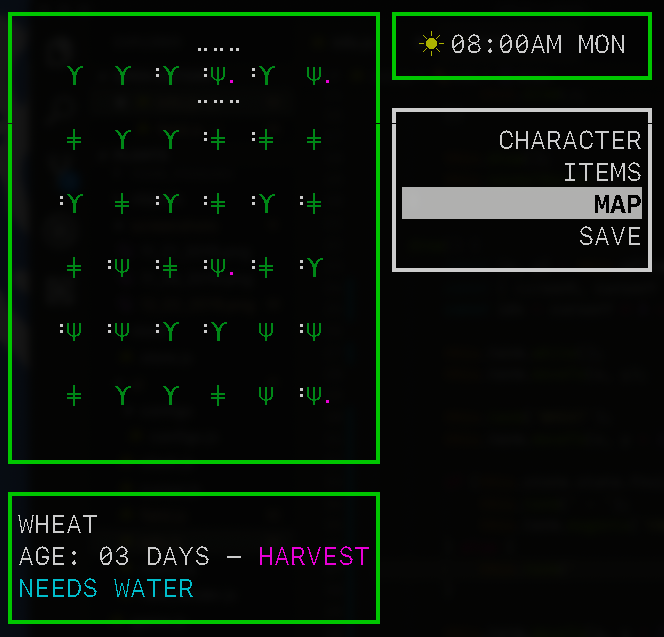 08:00AM MON
CHARACTER
ITEMS
MAP
SAVE
WHEAT
AGE: 03 DAYS — HARVEST
NEEDS WATER